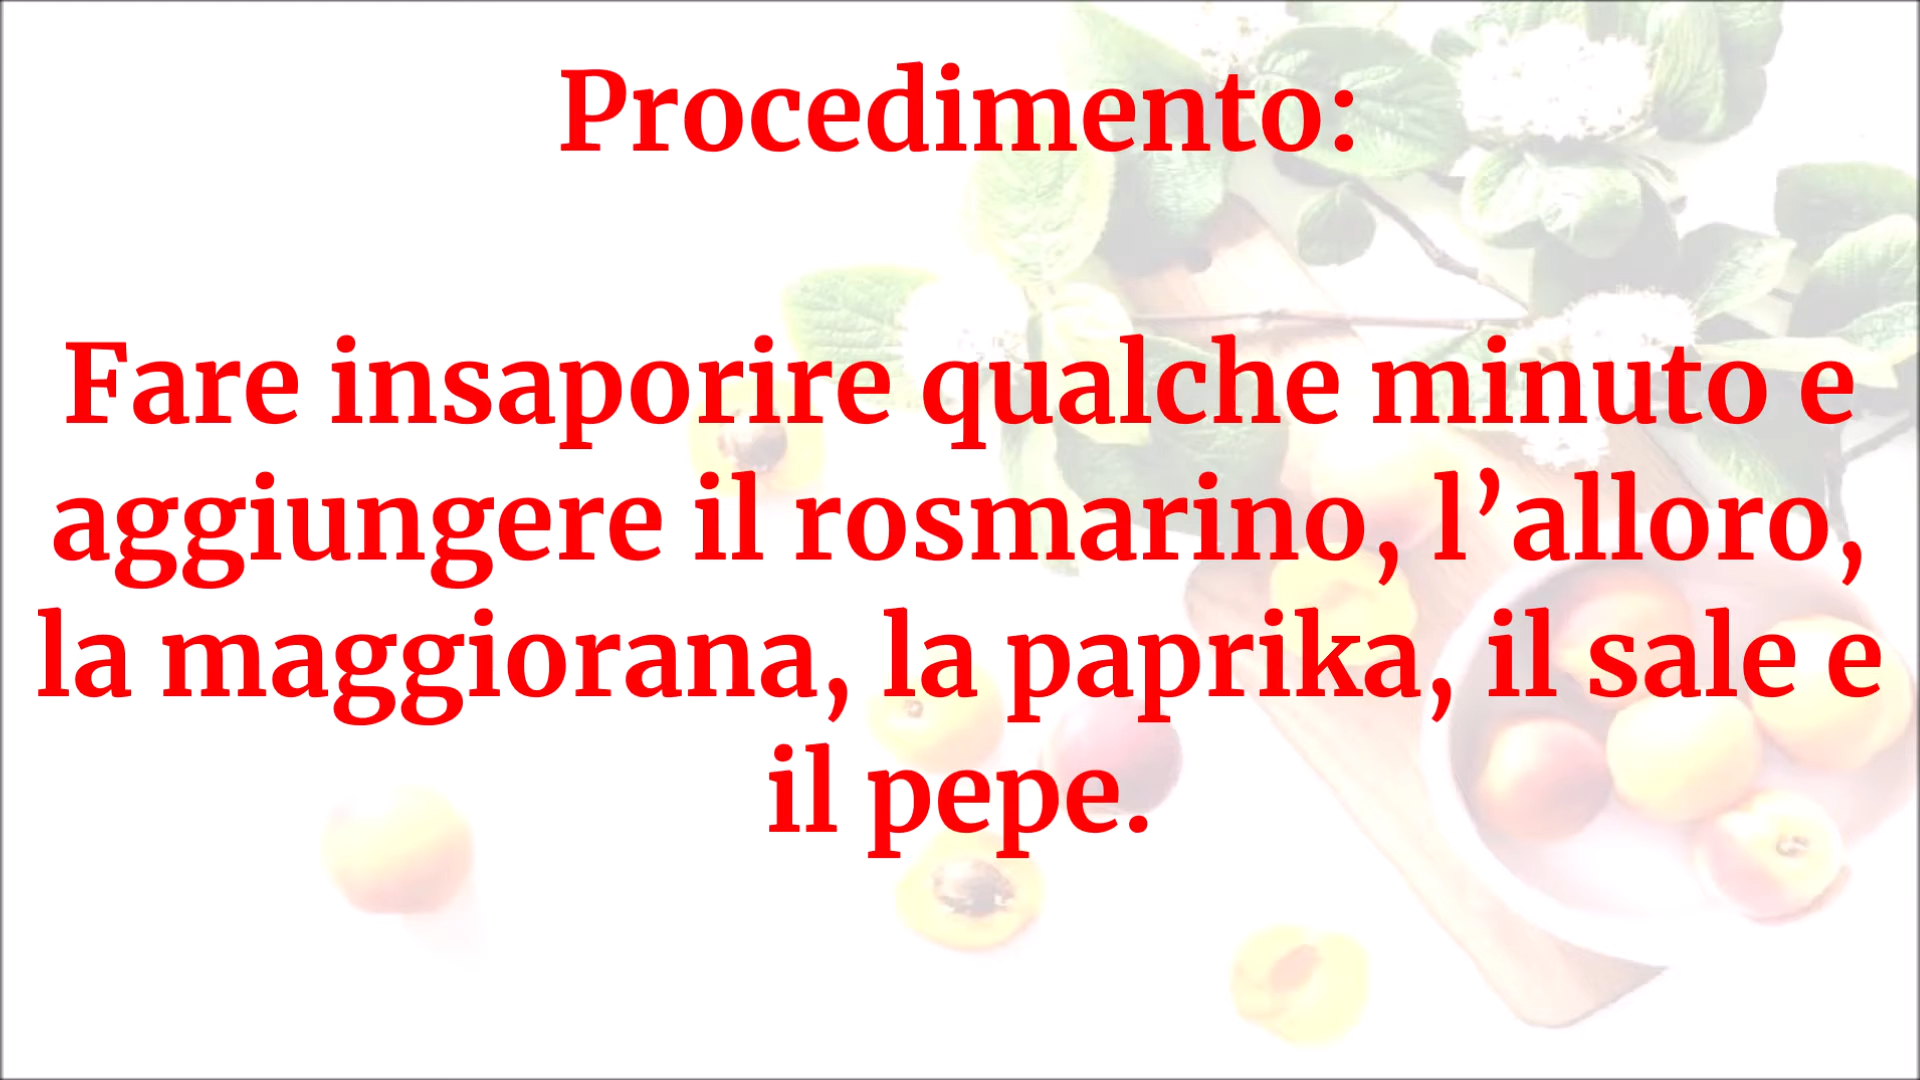 Procedimento:
Fare insaporire qualche minuto e
aggiungere il rosmarino, l’alloro,
la maggiorana, la paprika, il sale e
il pepe.